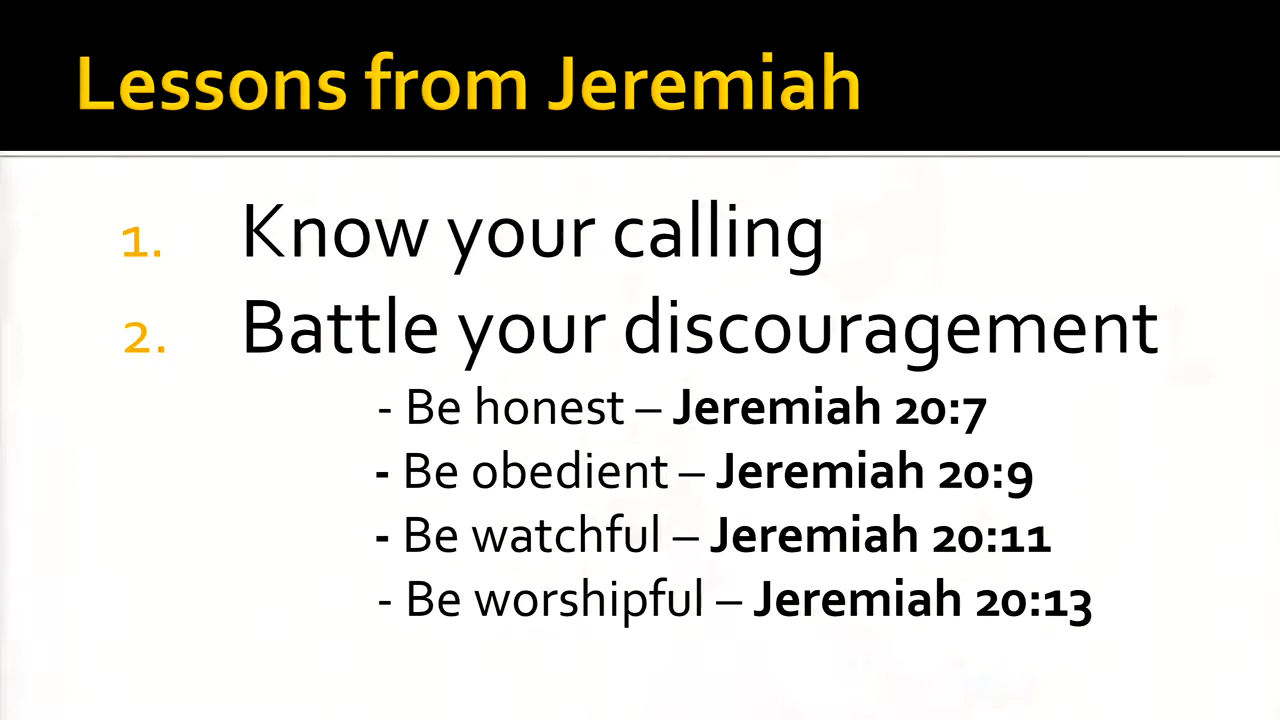 Lessons from Jeremiah
1. Know your calling
2. Battle your discouragement
- Be honest – Jeremiah 20:7
- Be obedient – Jeremiah 20:9
- Be watchful – Jeremiah 20:11
- Be worshipful – Jeremiah 20:13